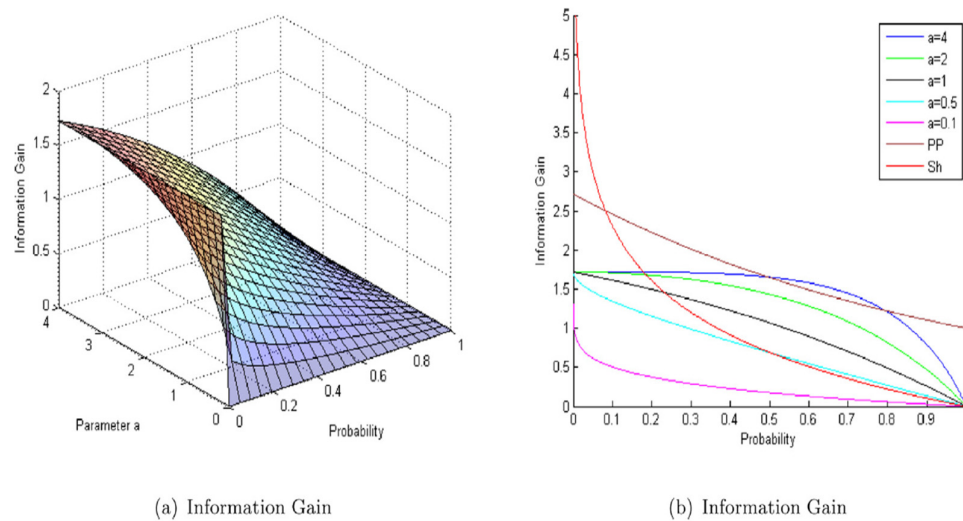 2
1.5
1
0.5
0
Information Gain
4
3
2
1
0
Parameter a
0
0.2
0.4
0.6
0.8
1
Probability
(a) Information Gain
5
4.5
4
3.5
3
2.5
2
1.5
1
0.5
0
Information Gain
0
0.1
0.2
0.3
0.4
0.5
0.6
0.7
0.8
0.9
Probability
a=4
a=2
a=1
a=0.5
a=0.1
PP
Sh
(b) Information Gain